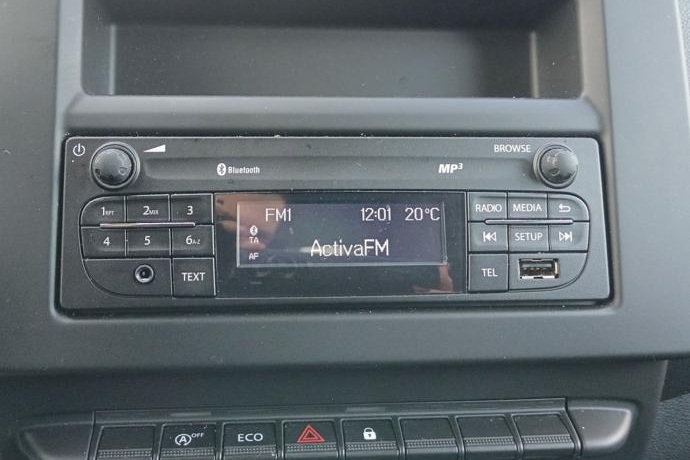 BROWSE
Bluetooth
MP3
1RPT 2MIX 3
FM1 12:01 20°C
RADIO MEDIA
4 5 6A-Z
TA
AF
ActivaFM
SETUP
TEXT
TEL
OFF
A
ECO